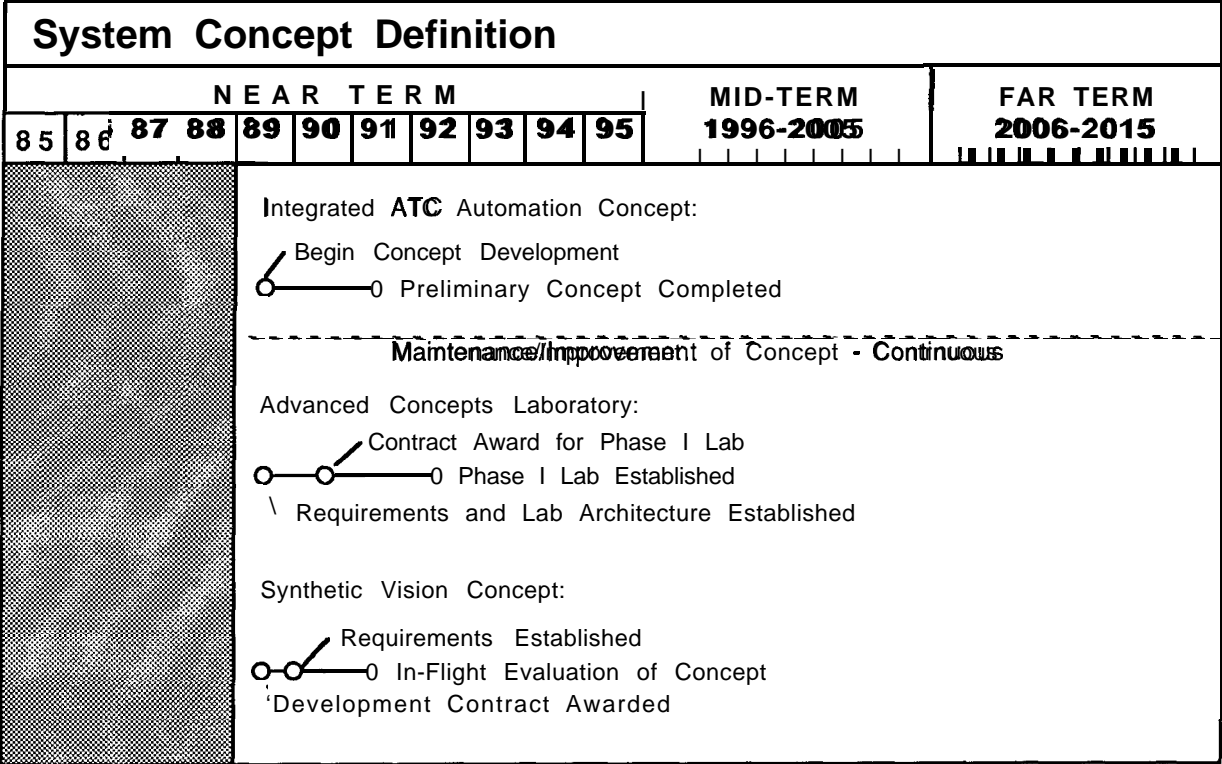 System Concept Definition
NEAR TERM
MID-TERM
FAR TERM
85 86 87 88 89 90 91 92 93 94 95
1996-2005
2006-2015
Integrated ATC Automation Concept:
Begin Concept Development
0 Preliminary Concept Completed
Maintenance/Improvement of Concept - Continuous
Advanced Concepts Laboratory:
Contract Award for Phase I Lab
0 Phase I Lab Established
\ Requirements and Lab Architecture Established
Synthetic Vision Concept:
Requirements Established
0 In-Flight Evaluation of Concept
‘Development Contract Awarded